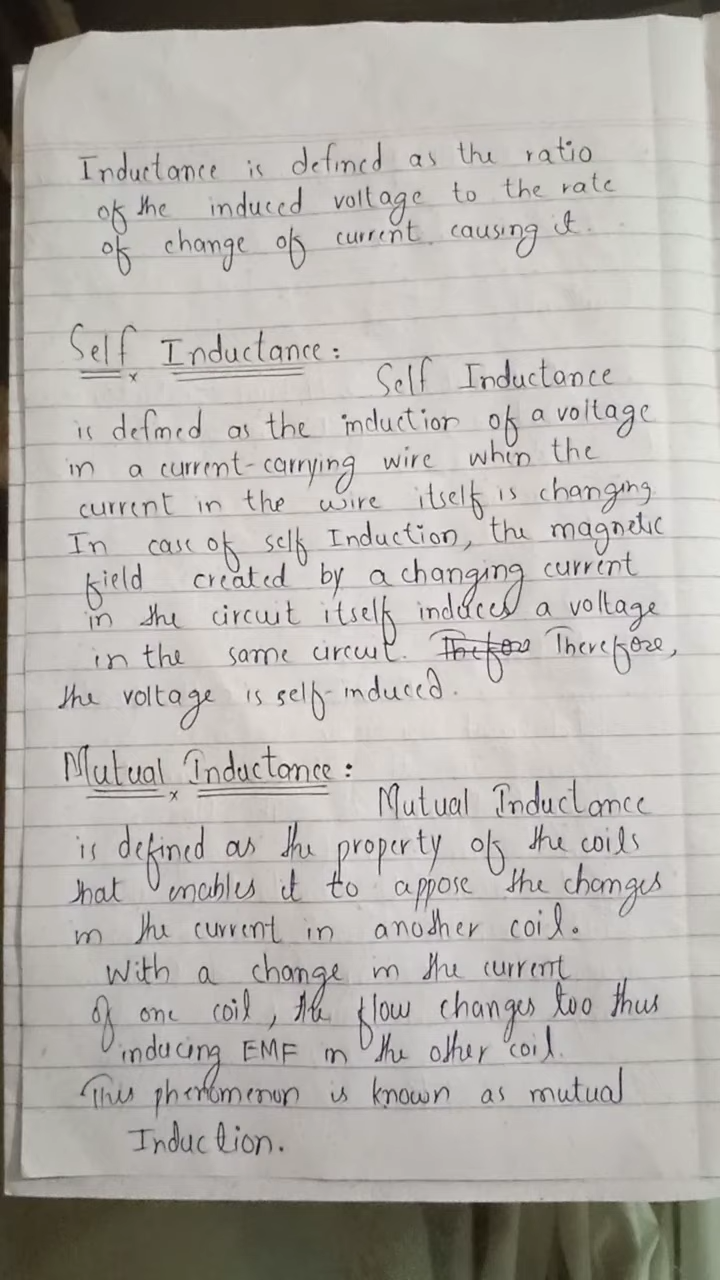 Inductance is defined as the ratio
of the induced voltage to the rate
of change of current causing it.
Self Inductance:
Self Inductance
is defined as the induction of a voltage
in a current-carrying wire when the
current in the wire itself is changing
In case of self Induction, the magnetic
field created by a changing current
in the circuit itself induces a voltage
in the same circuit. Therefore,
the voltage is self-induced.
Mutual Inductance:
Mutual Inductance
is defined as the property of the coils
that enables it to appose the changes
in the current in another coil.
With a change in the current
of one coil, the flow changes too thus
inducing EMF in the other coil.
This phenomenon is known as mutual
Induction.